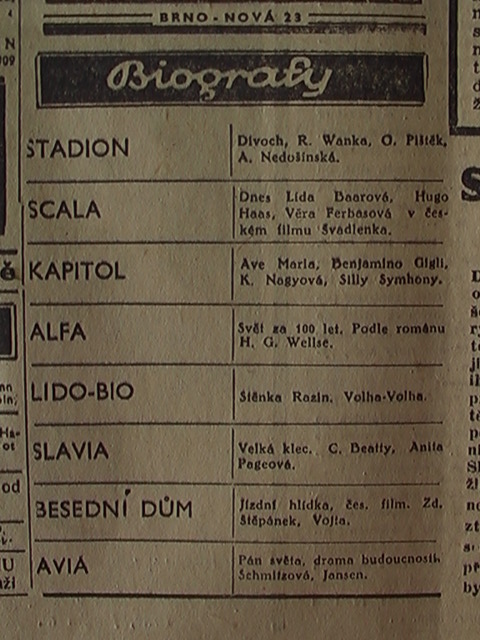 BRNO - NOVÁ 23
Biografy
STADION
Divoch, R. Wanka, O. Pištěk,
A. Nedošinská.
SCALA
Dnes Lída Baarová, Hugo
Haas, Věra Ferbasová v čes-
kém filmu Švadlenka.
KAPITOL
Ave Maria, Benjamino Gigli,
K. Nagyová, Silly Symhony.
ALFA
Svět za 100 let. Podle románu
H. G. Wellse.
LIDO-BIO
Stěnka Razin. Volha-Volha.
SLAVIA
Velká klec. C. Beatty, Anita
Pageová.
BESEDNÍ DŮM
Jízdní hlídka, čes. film. Zd.
Štěpánek, Vojta.
AVIA
Pán světa, drama budoucnosti.
Schmitzová, Jansen.